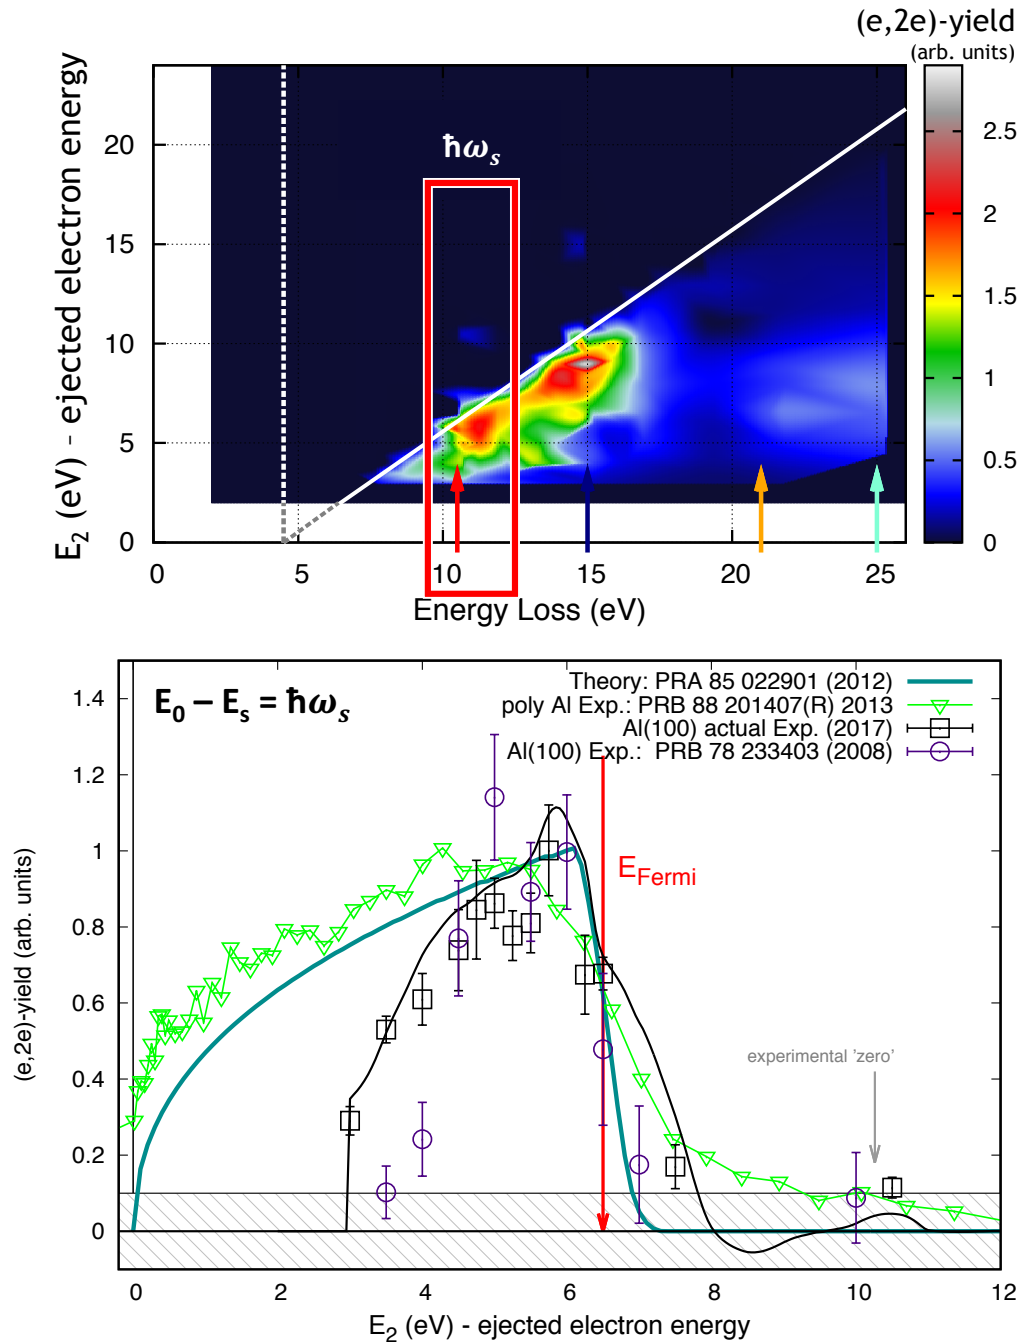 (e,2e)-yield
(arb. units)
E₂ (eV) - ejected electron energy
20
15
10
5
0
ħωₛ
2.5
2
1.5
1
0.5
0
0 5 10 15 20 25
Energy Loss (eV)
E₀ – Eₛ = ħωₛ
Theory: PRA 85 022901 (2012)
poly Al Exp.: PRB 88 201407(R) 2013
Al(100) actual Exp. (2017)
Al(100) Exp.: PRB 78 233403 (2008)
(e,2e)-yield (arb. units)
1.4
1.2
1
0.8
0.6
0.4
0.2
0
E_Fermi
experimental 'zero'
0 2 4 6 8 10 12
E₂ (eV) - ejected electron energy